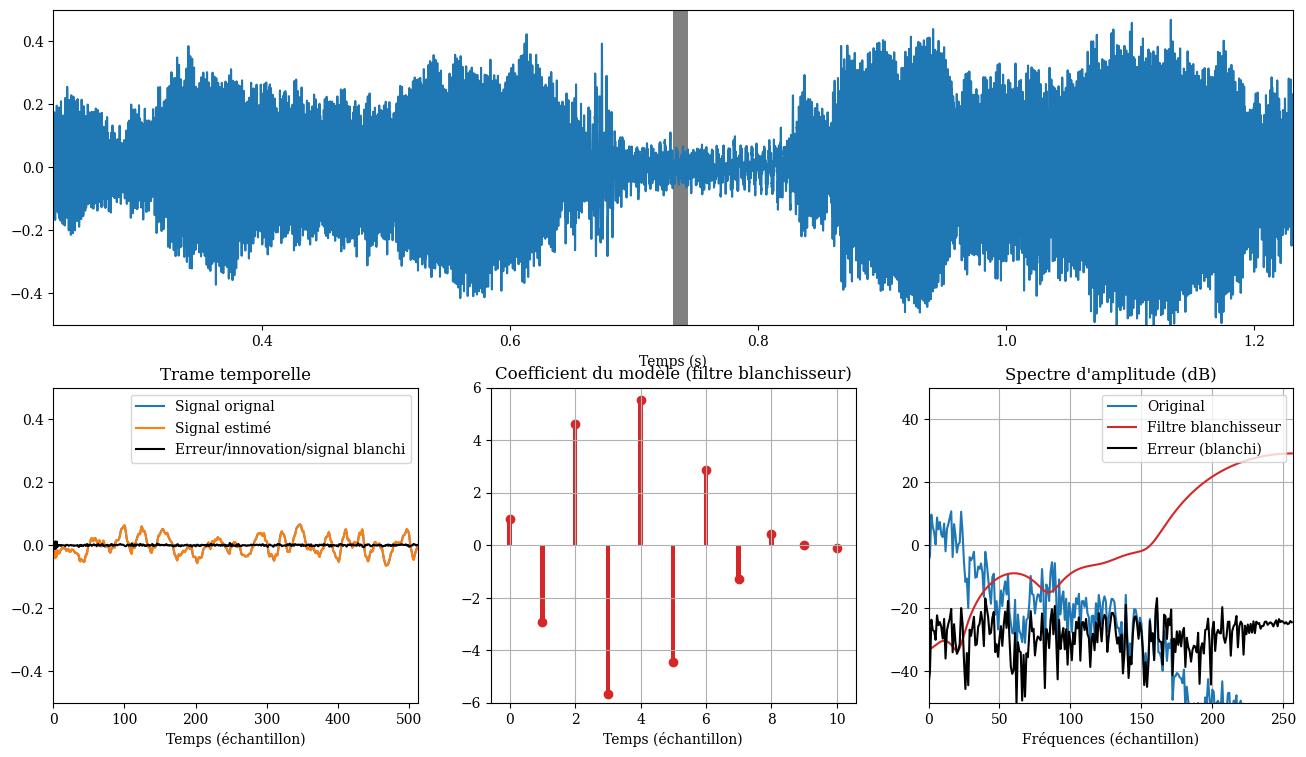 0.4
0.2
0.0
−0.2
−0.4
0.4 0.6 0.8 1.0 1.2
Temps (s)
Trame temporelle
Coefficient du modèle (filtre blanchisseur)
Spectre d'amplitude (dB)
0.4
0.2
0.0
−0.2
−0.4
Signal orignal
Signal estimé
Erreur/innovation/signal blanchi
0 100 200 300 400 500
Temps (échantillon)
6
4
2
0
−2
−4
−6
0 2 4 6 8 10
Temps (échantillon)
40
20
0
−20
−40
Original
Filtre blanchisseur
Erreur (blanchi)
0 50 100 150 200 250
Fréquences (échantillon)